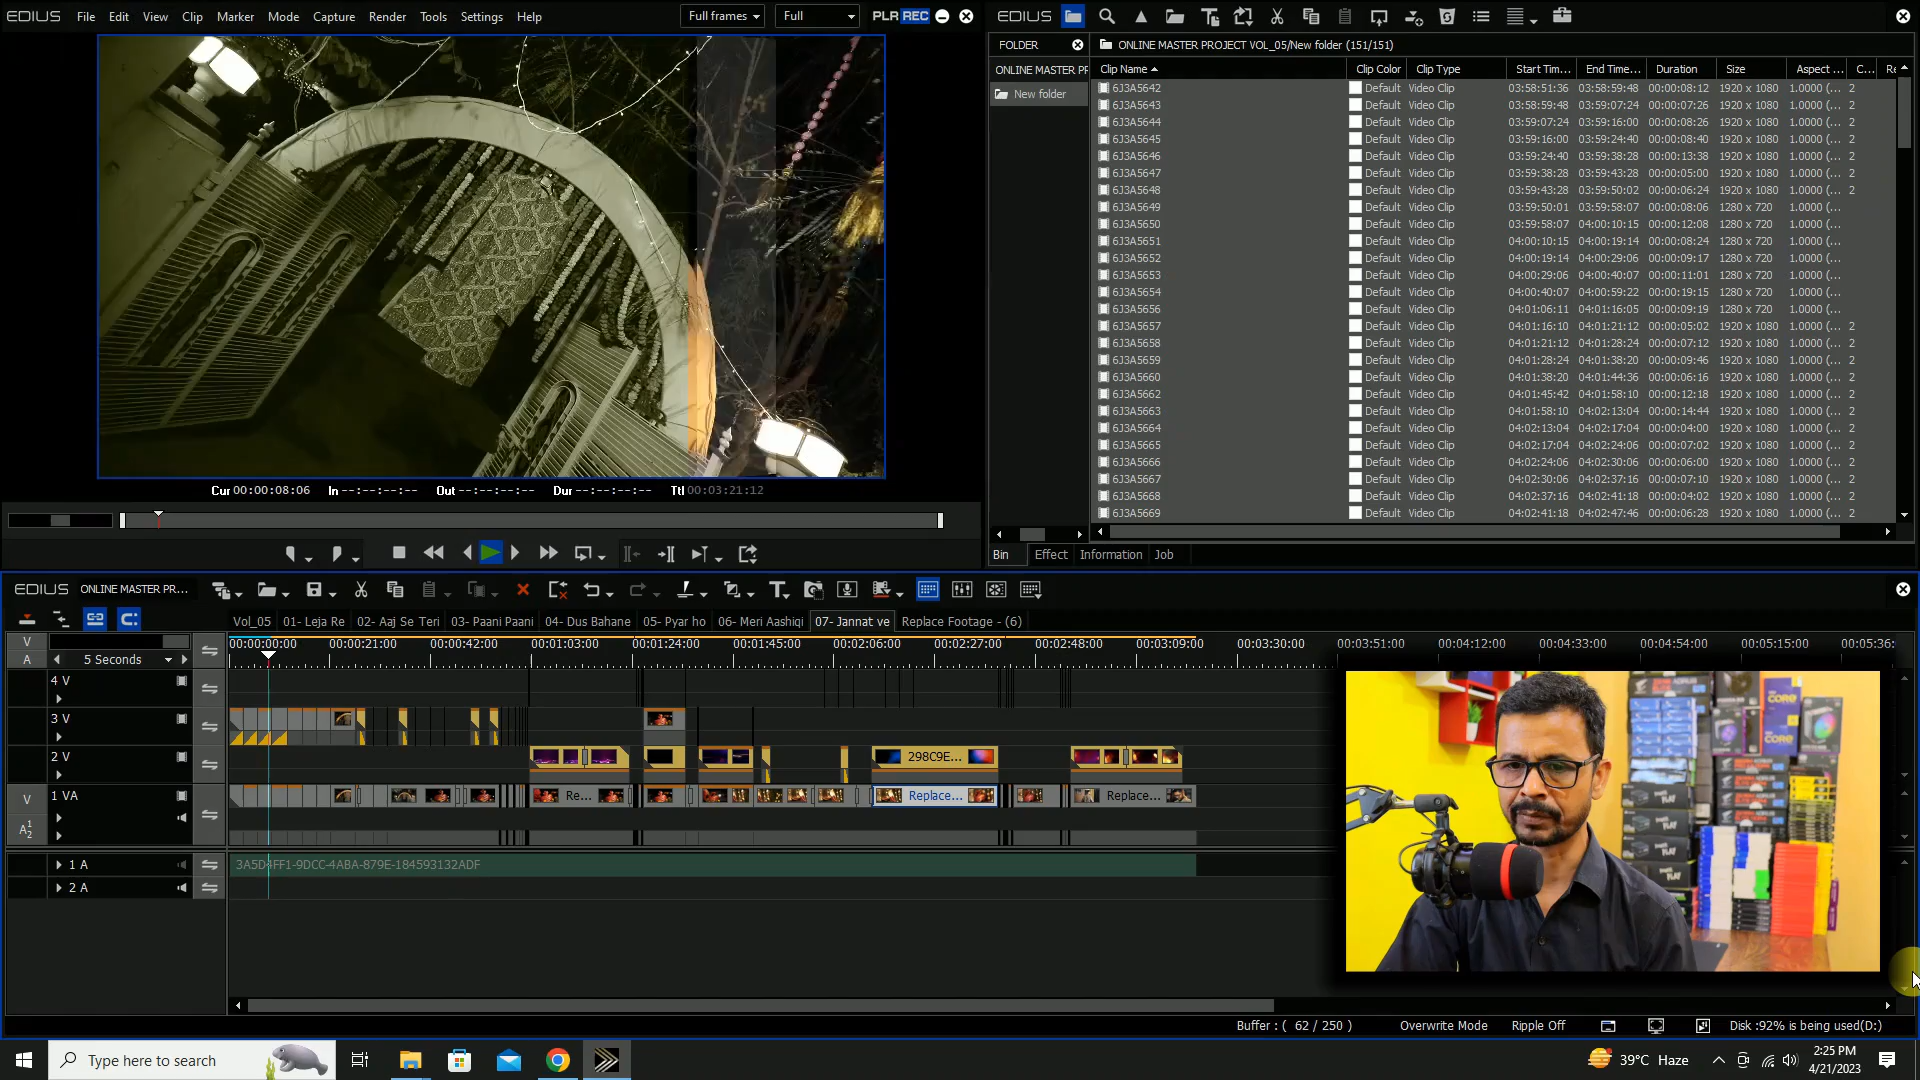 EDIUS File Edit View Clip Marker Mode Capture Render Tools Settings Help Full frames Full PLR REC
Cur 00:00:08:06 In --:--:--:-- Out --:--:--:-- Dur --:--:--:-- Ttl 00:03:21:12
EDIUS
FOLDER ONLINE MASTER PROJECT VOL_05/New folder (151/151)
ONLINE MASTER PR
New folder
Clip Name Clip Color Clip Type Start Tim... End Time... Duration Size Aspect ... C... Re
6J3A5642 Default Video Clip 03:58:51:36 03:58:59:48 00:00:08:12 1920 x 1080 1.0000 (... 2
6J3A5643 Default Video Clip 03:58:59:48 03:59:07:24 00:00:07:26 1920 x 1080 1.0000 (... 2
6J3A5644 Default Video Clip 03:59:07:24 03:59:16:00 00:00:08:26 1920 x 1080 1.0000 (... 2
6J3A5645 Default Video Clip 03:59:16:00 03:59:24:40 00:00:08:40 1920 x 1080 1.0000 (... 2
6J3A5646 Default Video Clip 03:59:24:40 03:59:38:28 00:00:13:38 1920 x 1080 1.0000 (... 2
6J3A5647 Default Video Clip 03:59:38:28 03:59:43:28 00:00:05:00 1920 x 1080 1.0000 (... 2
6J3A5648 Default Video Clip 03:59:43:28 03:59:50:02 00:00:06:24 1920 x 1080 1.0000 (... 2
6J3A5649 Default Video Clip 03:59:50:01 03:59:58:07 00:00:08:06 1280 x 720 1.0000 (...
6J3A5650 Default Video Clip 03:59:58:07 04:00:10:15 00:00:12:08 1280 x 720 1.0000 (...
6J3A5651 Default Video Clip 04:00:10:15 04:00:19:14 00:00:08:24 1280 x 720 1.0000 (...
6J3A5652 Default Video Clip 04:00:19:14 04:00:29:06 00:00:09:17 1280 x 720 1.0000 (...
6J3A5653 Default Video Clip 04:00:29:06 04:00:40:07 00:00:11:01 1280 x 720 1.0000 (...
6J3A5654 Default Video Clip 04:00:40:07 04:00:59:22 00:00:19:15 1280 x 720 1.0000 (...
6J3A5656 Default Video Clip 04:01:06:11 04:01:16:05 00:00:09:19 1280 x 720 1.0000 (...
6J3A5657 Default Video Clip 04:01:16:10 04:01:21:12 00:00:05:02 1920 x 1080 1.0000 (... 2
6J3A5658 Default Video Clip 04:01:21:12 04:01:28:24 00:00:07:12 1920 x 1080 1.0000 (... 2
6J3A5659 Default Video Clip 04:01:28:24 04:01:38:20 00:00:09:46 1920 x 1080 1.0000 (... 2
6J3A5660 Default Video Clip 04:01:38:20 04:01:44:36 00:00:06:16 1920 x 1080 1.0000 (... 2
6J3A5662 Default Video Clip 04:01:45:42 04:01:58:10 00:00:12:18 1920 x 1080 1.0000 (... 2
6J3A5663 Default Video Clip 04:01:58:10 04:02:13:04 00:00:14:44 1920 x 1080 1.0000 (... 2
6J3A5664 Default Video Clip 04:02:13:04 04:02:17:04 00:00:04:00 1920 x 1080 1.0000 (... 2
6J3A5665 Default Video Clip 04:02:17:04 04:02:24:06 00:00:07:02 1920 x 1080 1.0000 (... 2
6J3A5666 Default Video Clip 04:02:24:06 04:02:30:06 00:00:06:00 1920 x 1080 1.0000 (... 2
6J3A5667 Default Video Clip 04:02:30:06 04:02:37:16 00:00:07:10 1920 x 1080 1.0000 (... 2
6J3A5668 Default Video Clip 04:02:37:16 04:02:41:18 00:00:04:02 1920 x 1080 1.0000 (... 2
6J3A5669 Default Video Clip 04:02:41:18 04:02:47:46 00:00:06:28 1920 x 1080 1.0000 (... 2
Bin Effect Information Job
EDIUS ONLINE MASTER PR...
Vol_05 01- Leja Re 02- Aaj Se Teri 03- Paani Paani 04- Dus Bahane 05- Pyar ho 06- Meri Aashiqi 07- Jannat ve Replace Footage - (6)
V 00:00:00:00 00:00:21:00 00:00:42:00 00:01:03:00 00:01:24:00 00:01:45:00 00:02:06:00 00:02:27:00 00:02:48:00 00:03:09:00 00:03:30:00 00:03:51:00 00:04:12:00 00:04:33:00 00:04:54:00 00:05:15:00 00:05:36:
A 5 Seconds
4 V
3 V
2 V 298C9E...
V 1 VA Re... Replace... Replace...
A 1 2
1 A 3A5D4FF1-9DCC-4ABA-879E-184593132ADF
2 A
Buffer : ( 62 / 250 ) Overwrite Mode Ripple Off Disk :92% is being used(D:)
Type here to search 39°C Haze 2:25 PM
4/21/2023